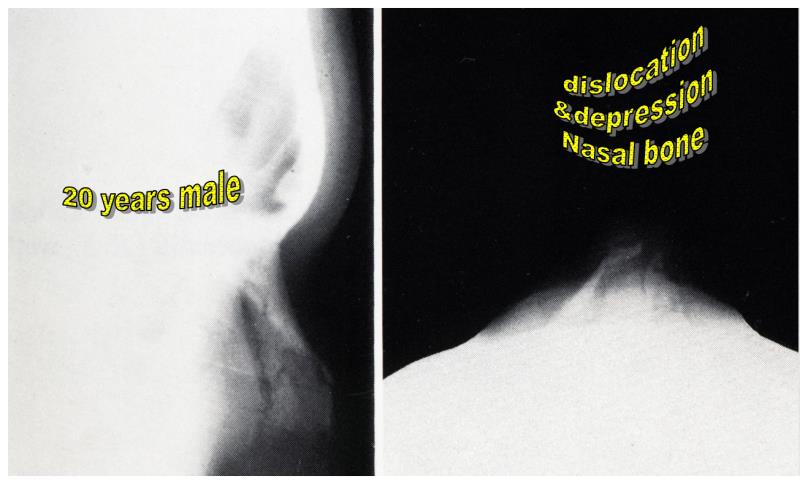 20 years male
dislocation
&depression
Nasal bone